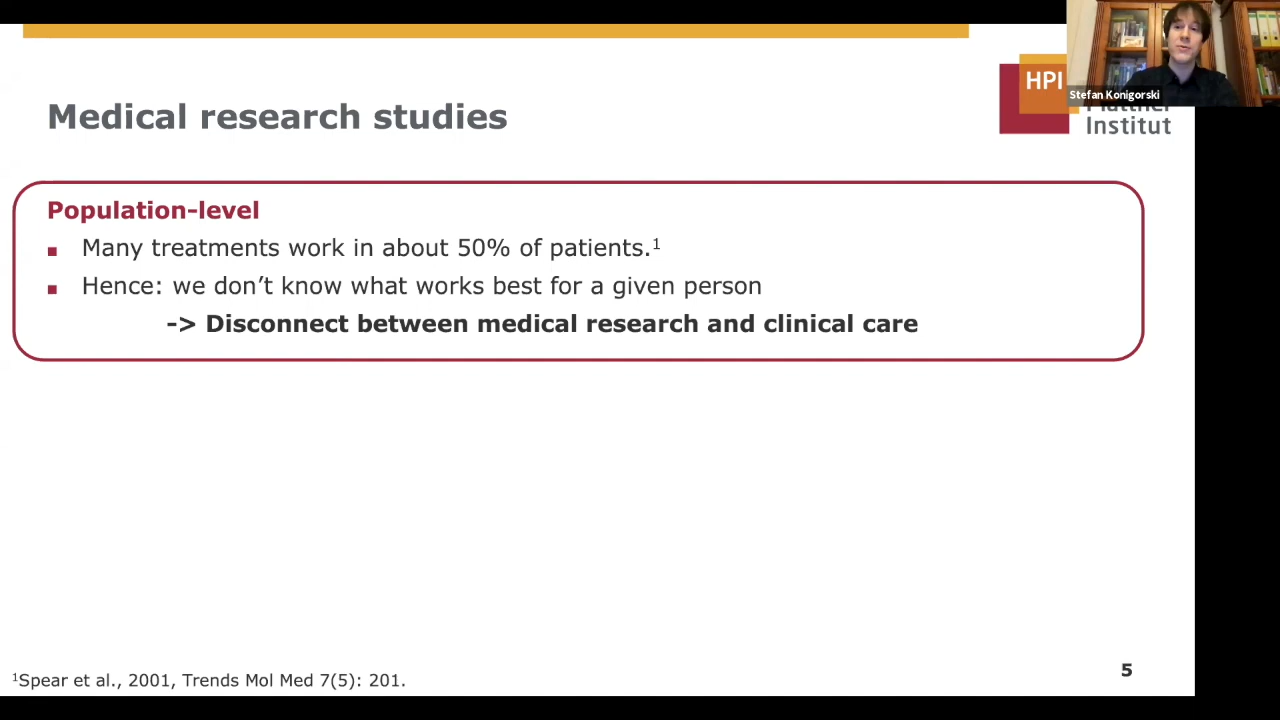 HPI
Stefan Konigorski
Institut
Medical research studies
Population-level
Many treatments work in about 50% of patients.¹
Hence: we don’t know what works best for a given person
-> Disconnect between medical research and clinical care
¹Spear et al., 2001, Trends Mol Med 7(5): 201.
5